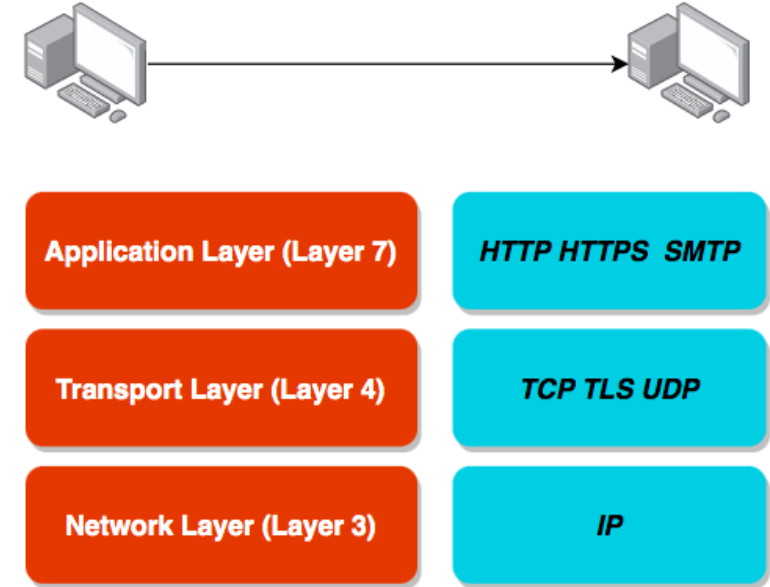 Application Layer (Layer 7) HTTP HTTPS SMTP
Transport Layer (Layer 4) TCP TLS UDP
Network Layer (Layer 3) IP